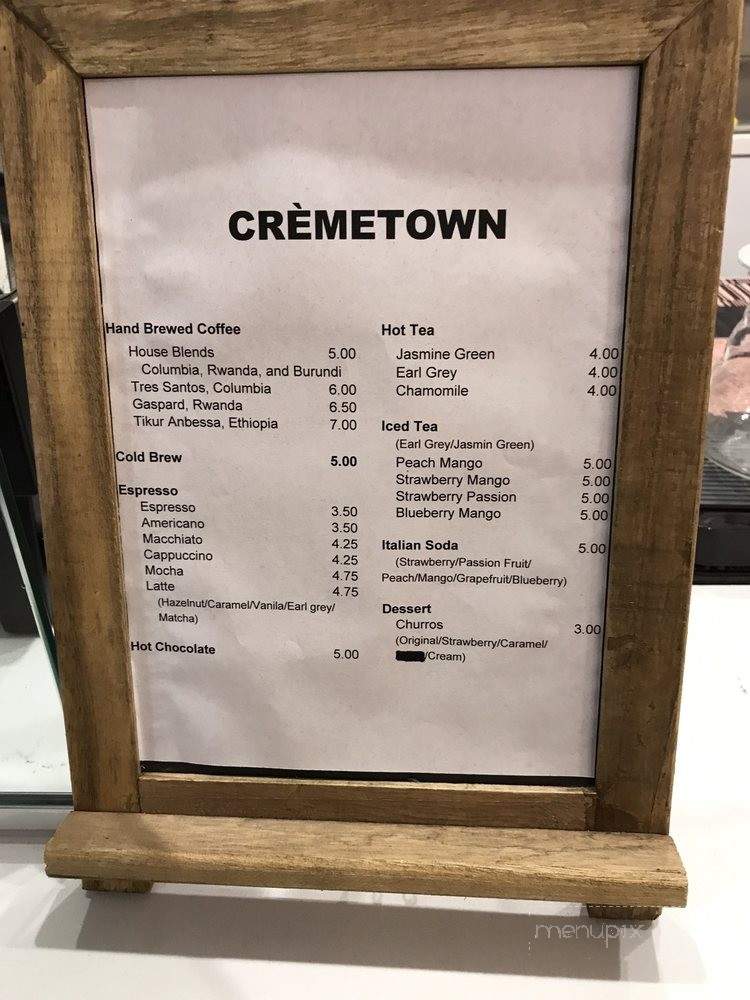 CRÈMETOWN
Hand Brewed Coffee
House Blends 5.00
Columbia, Rwanda, and Burundi
Tres Santos, Columbia 6.00
Gaspard, Rwanda 6.50
Tikur Anbessa, Ethiopia 7.00
Cold Brew 5.00
Espresso
Espresso 3.50
Americano 3.50
Macchiato 4.25
Cappuccino 4.25
Mocha 4.75
Latte 4.75
(Hazelnut/Caramel/Vanila/Earl grey/
Matcha)
Hot Chocolate 5.00
Hot Tea
Jasmine Green 4.00
Earl Grey 4.00
Chamomile 4.00
Iced Tea
(Earl Grey/Jasmin Green)
Peach Mango 5.00
Strawberry Mango 5.00
Strawberry Passion 5.00
Blueberry Mango 5.00
Italian Soda 5.00
(Strawberry/Passion Fruit/
Peach/Mango/Grapefruit/Blueberry)
Dessert
Churros 3.00
(Original/Strawberry/Caramel/
/Cream)
menupix